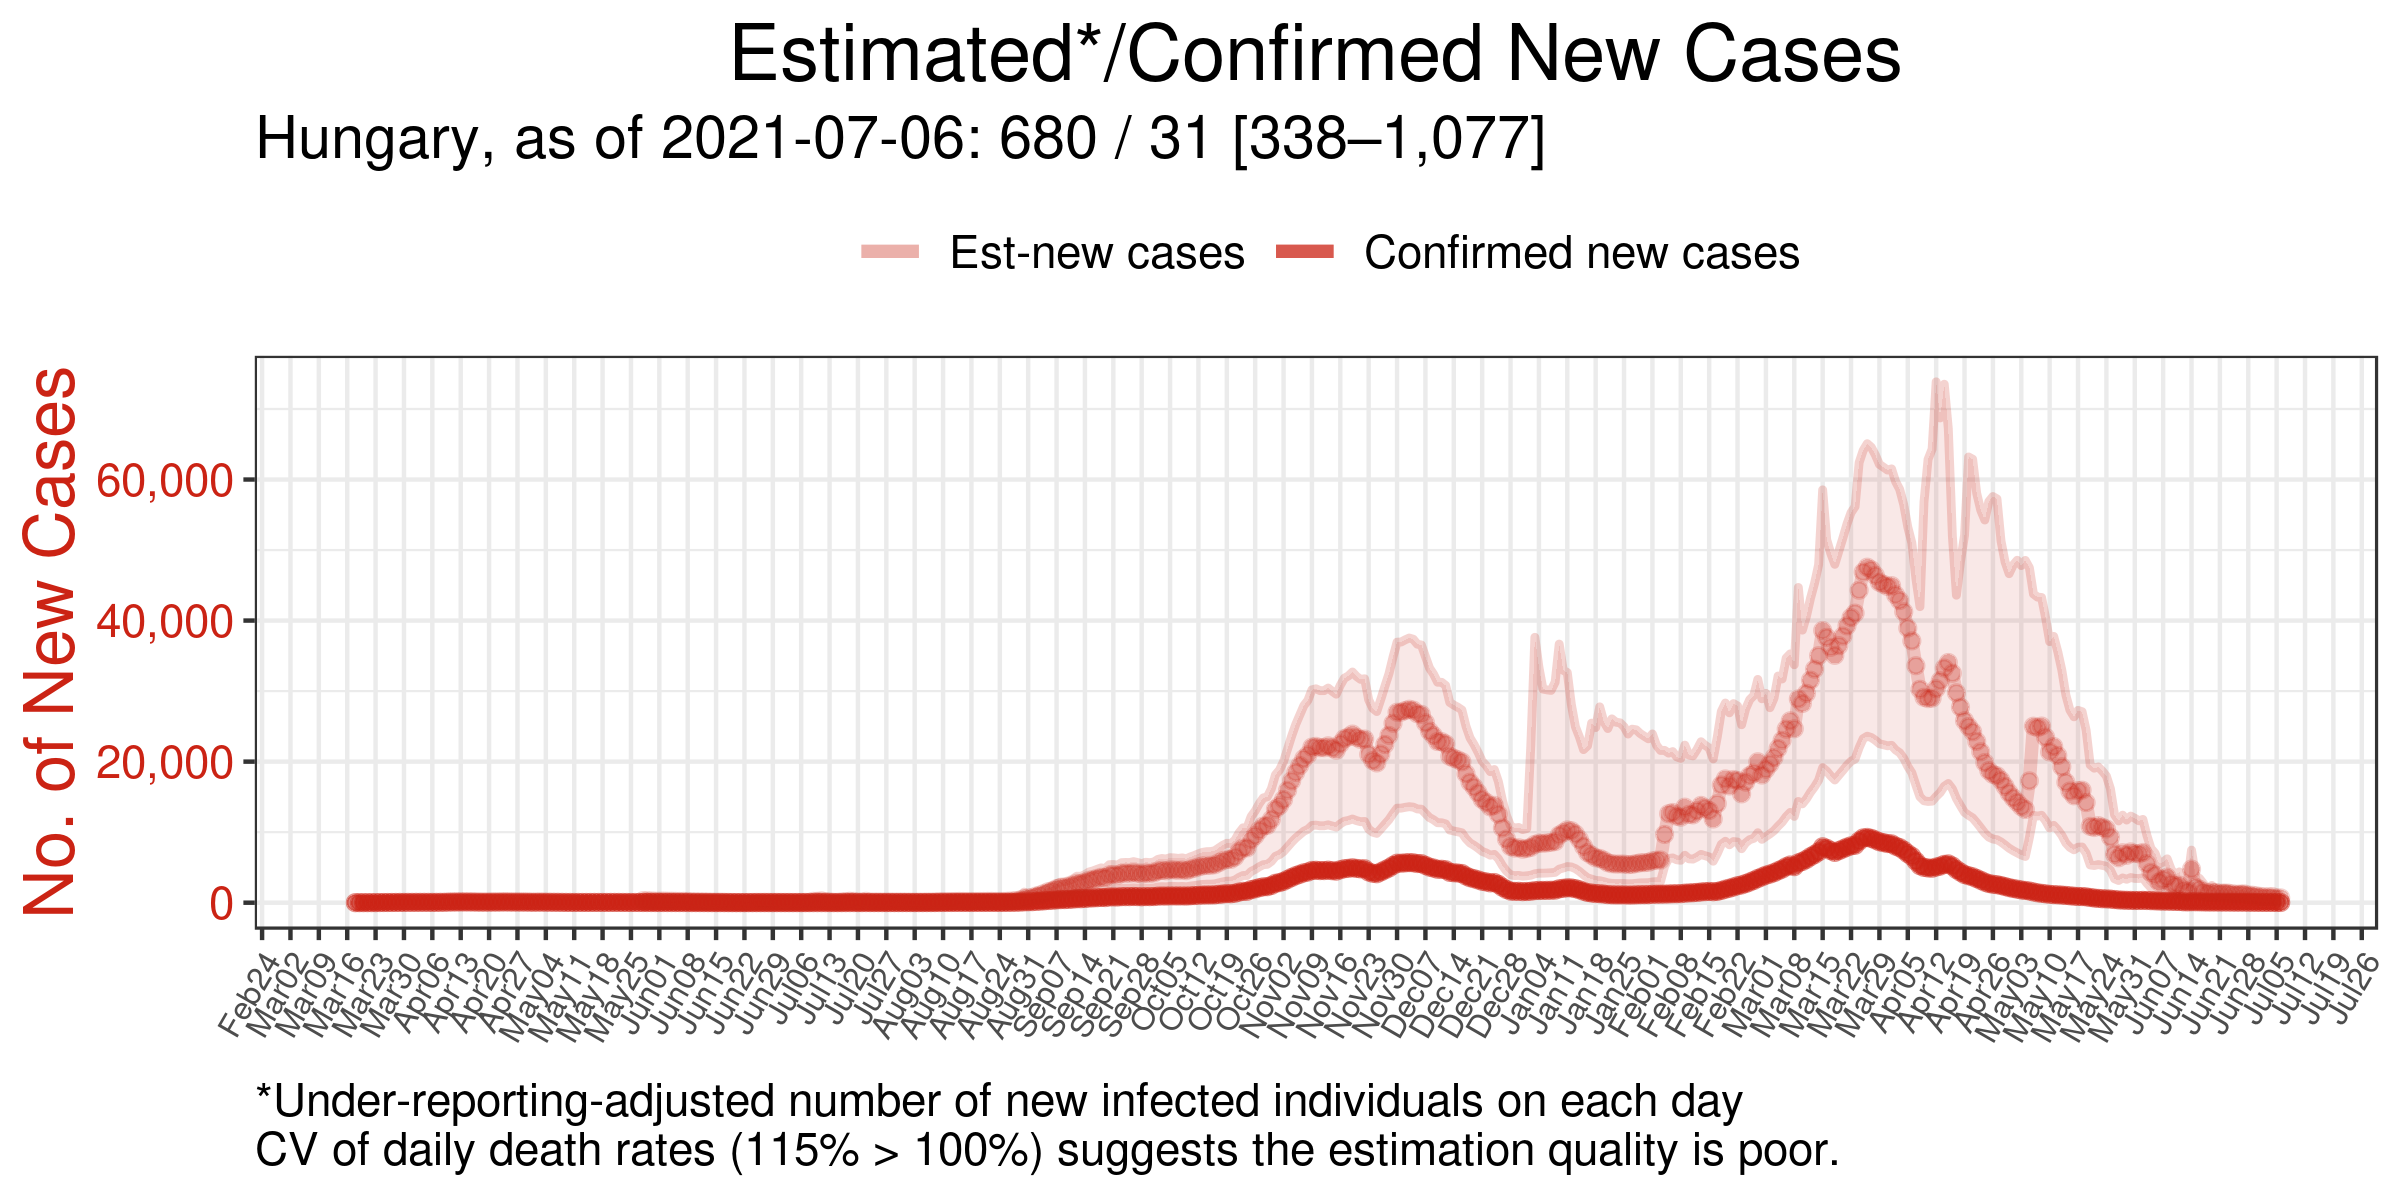 Estimated*/Confirmed New Cases
Hungary, as of 2021-07-06: 680 / 31 [338–1,077]
Est-new cases
Confirmed new cases
No. of New Cases
60,000
40,000
20,000
0
Feb24
Mar02
Mar09
Mar16
Mar23
Mar30
Apr06
Apr13
Apr20
Apr27
May04
May11
May18
May25
Jun01
Jun08
Jun15
Jun22
Jun29
Jul06
Jul13
Jul20
Jul27
Aug03
Aug10
Aug17
Aug24
Aug31
Sep07
Sep14
Sep21
Sep28
Oct05
Oct12
Oct19
Oct26
Nov02
Nov09
Nov16
Nov23
Nov30
Dec07
Dec14
Dec21
Dec28
Jan04
Jan11
Jan18
Jan25
Feb01
Feb08
Feb15
Feb22
Mar01
Mar08
Mar15
Mar22
Mar29
Apr05
Apr12
Apr19
Apr26
May03
May10
May17
May24
May31
Jun07
Jun14
Jun21
Jun28
Jul05
Jul12
Jul19
Jul26
*Under-reporting-adjusted number of new infected individuals on each day
CV of daily death rates (115% > 100%) suggests the estimation quality is poor.